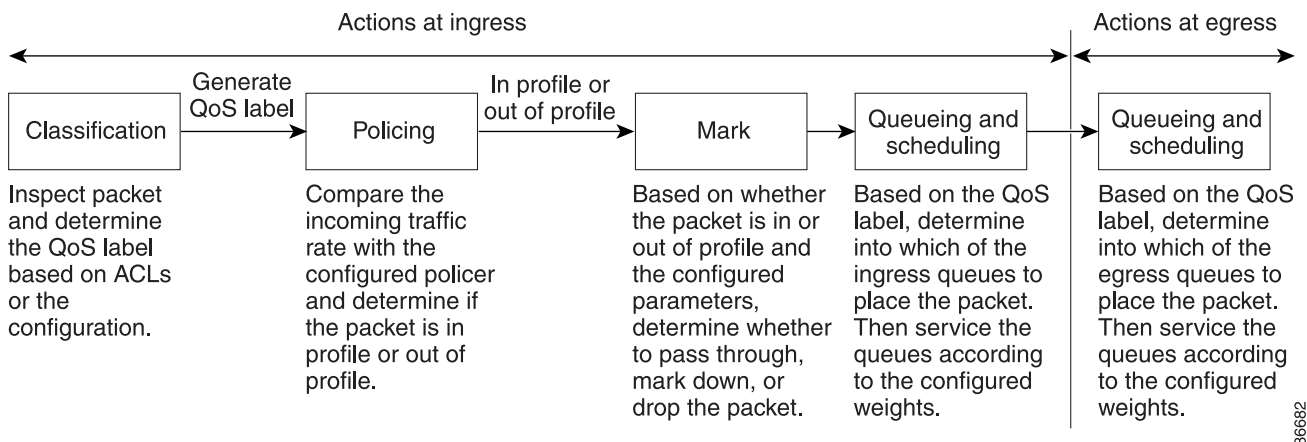 Actions at ingress
Actions at egress
Generate
QoS label
In profile or
out of profile
Classification
Policing
Mark
Queueing and
scheduling
Queueing and
scheduling
Inspect packet
and determine
the QoS label
based on ACLs
or the
configuration.
Compare the
incoming traffic
rate with the
configured policer
and determine if
the packet is in
profile or out of
profile.
Based on whether
the packet is in or
out of profile and
the configured
parameters,
determine whether
to pass through,
mark down, or
drop the packet.
Based on the QoS
label, determine
into which of the
ingress queues to
place the packet.
Then service the
queues according
to the configured
weights.
Based on the QoS
label, determine
into which of the
egress queues to
place the packet.
Then service the
queues according
to the configured
weights.